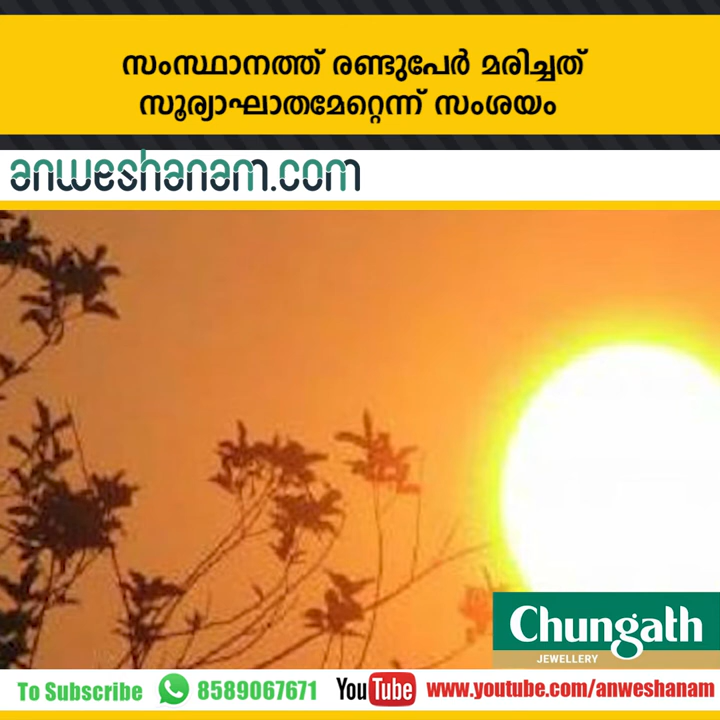 സംസ്ഥാനത്ത് രണ്ടുപേർ മരിച്ചത്
സൂര്യാഘാതമേറ്റെന്ന് സംശയം
anweshanam.com
Chungath
JEWELLERY
To Subscribe 8589067671 YouTube www.youtube.com/anweshanam